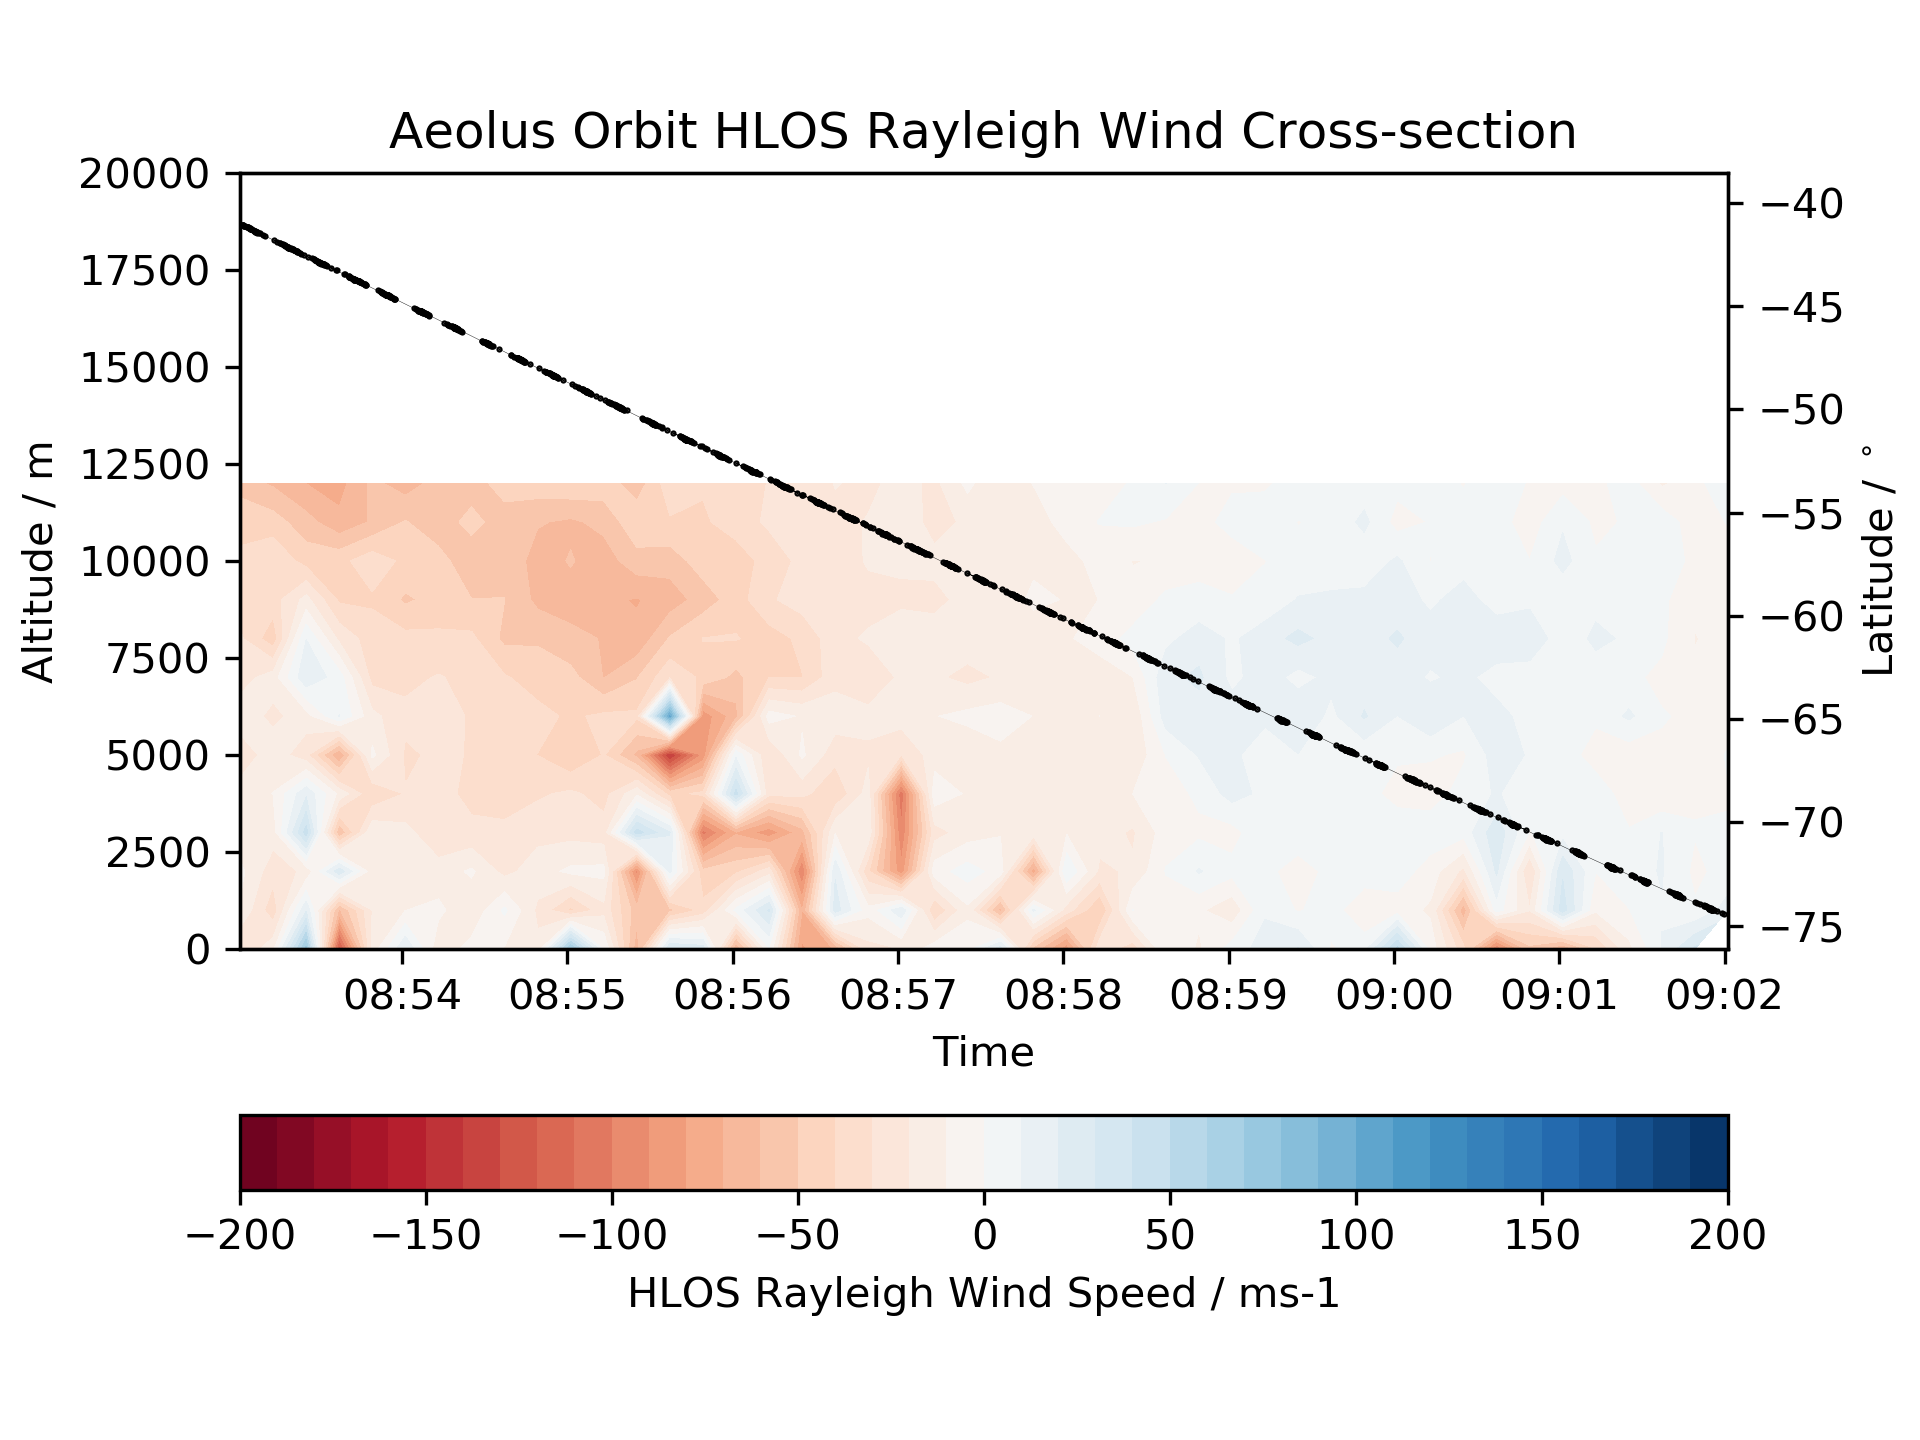 Aeolus Orbit HLOS Rayleigh Wind Cross-section
20000
17500
15000
12500
10000
7500
5000
2500
0
Altitude / m
−40
−45
−50
−55
−60
−65
−70
−75
Latitude / °
08:54 08:55 08:56 08:57 08:58 08:59 09:00 09:01 09:02
Time
−200 −150 −100 −50 0 50 100 150 200
HLOS Rayleigh Wind Speed / ms-1